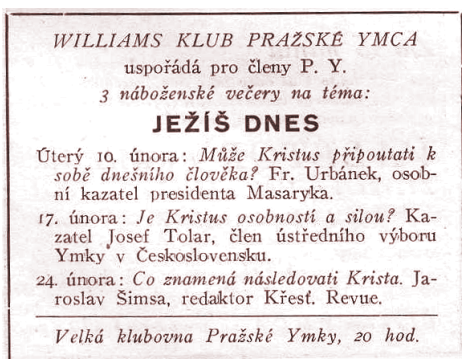 WILLIAMS KLUB PRAŽSKÉ YMCA
uspořádá pro členy P. Y.
3 náboženské večery na téma:
JEŽÍŠ DNES
Úterý 10. února: Může Kristus připoutati k
sobě dnešního člověka? Fr. Urbánek, osob-
ní kazatel presidenta Masaryka.
17. února: Je Kristus osobností a silou? Ka-
zatel Josef Tolar, člen ústředního výboru
Ymky v Československu.
24. února: Co znamená následovati Krista. Ja-
roslav Šimsa, redaktor Křesť. Revue.
Velká klubovna Pražské Ymky, 20 hod.